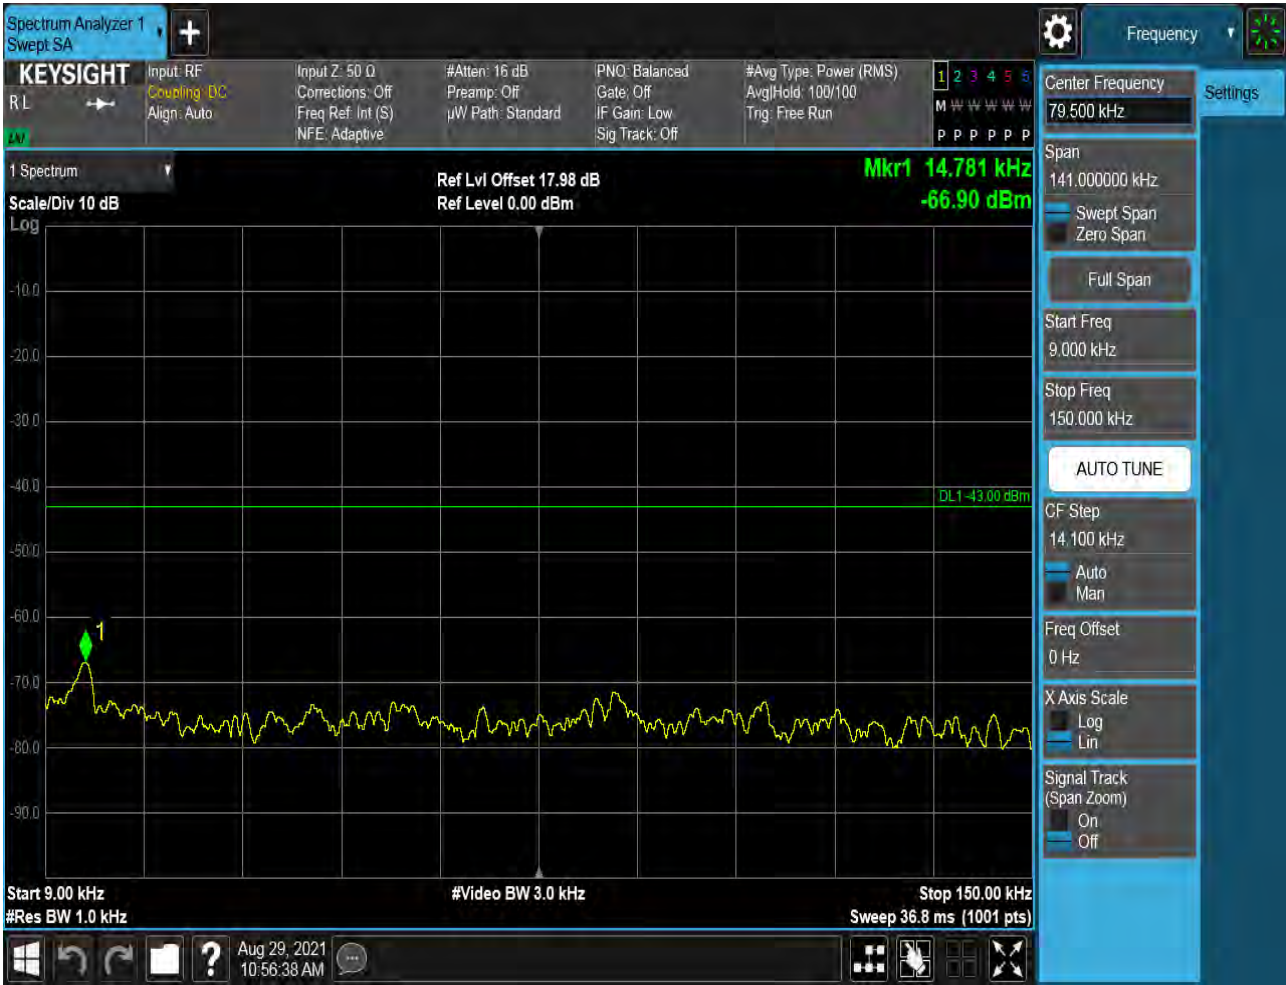 Spectrum Analyzer 1
Swept SA
+
Frequency
KEYSIGHT
R L
Input: RF
Coupling: DC
Align: Auto
Input Z: 50 Ω
Corrections: Off
Freq Ref: Int (S)
NFE: Adaptive
#Atten: 16 dB
Preamp: Off
µW Path: Standard
PNO: Balanced
Gate: Off
IF Gain: Low
Sig Track: Off
#Avg Type: Power (RMS)
Avg|Hold: 100/100
Trig: Free Run
1 2 3 4 5 6
M W W W W W
P P P P P P
1 Spectrum
Scale/Div 10 dB
Log
Ref Lvl Offset 17.98 dB
Ref Level 0.00 dBm
Mkr1 14.781 kHz
-66.90 dBm
-10.0
-20.0
-30.0
-40.0
DL1 -43.00 dBm
-50.0
-60.0
1
-70.0
-80.0
-90.0
Start 9.00 kHz
#Video BW 3.0 kHz
Stop 150.00 kHz
#Res BW 1.0 kHz
Sweep 36.8 ms (1001 pts)
?
Aug 29, 2021
10:56:38 AM
Center Frequency
79.500 kHz
Settings
Span
141.000000 kHz
Swept Span
Zero Span
Full Span
Start Freq
9.000 kHz
Stop Freq
150.000 kHz
AUTO TUNE
CF Step
14.100 kHz
Auto
Man
Freq Offset
0 Hz
X Axis Scale
Log
Lin
Signal Track
(Span Zoom)
On
Off